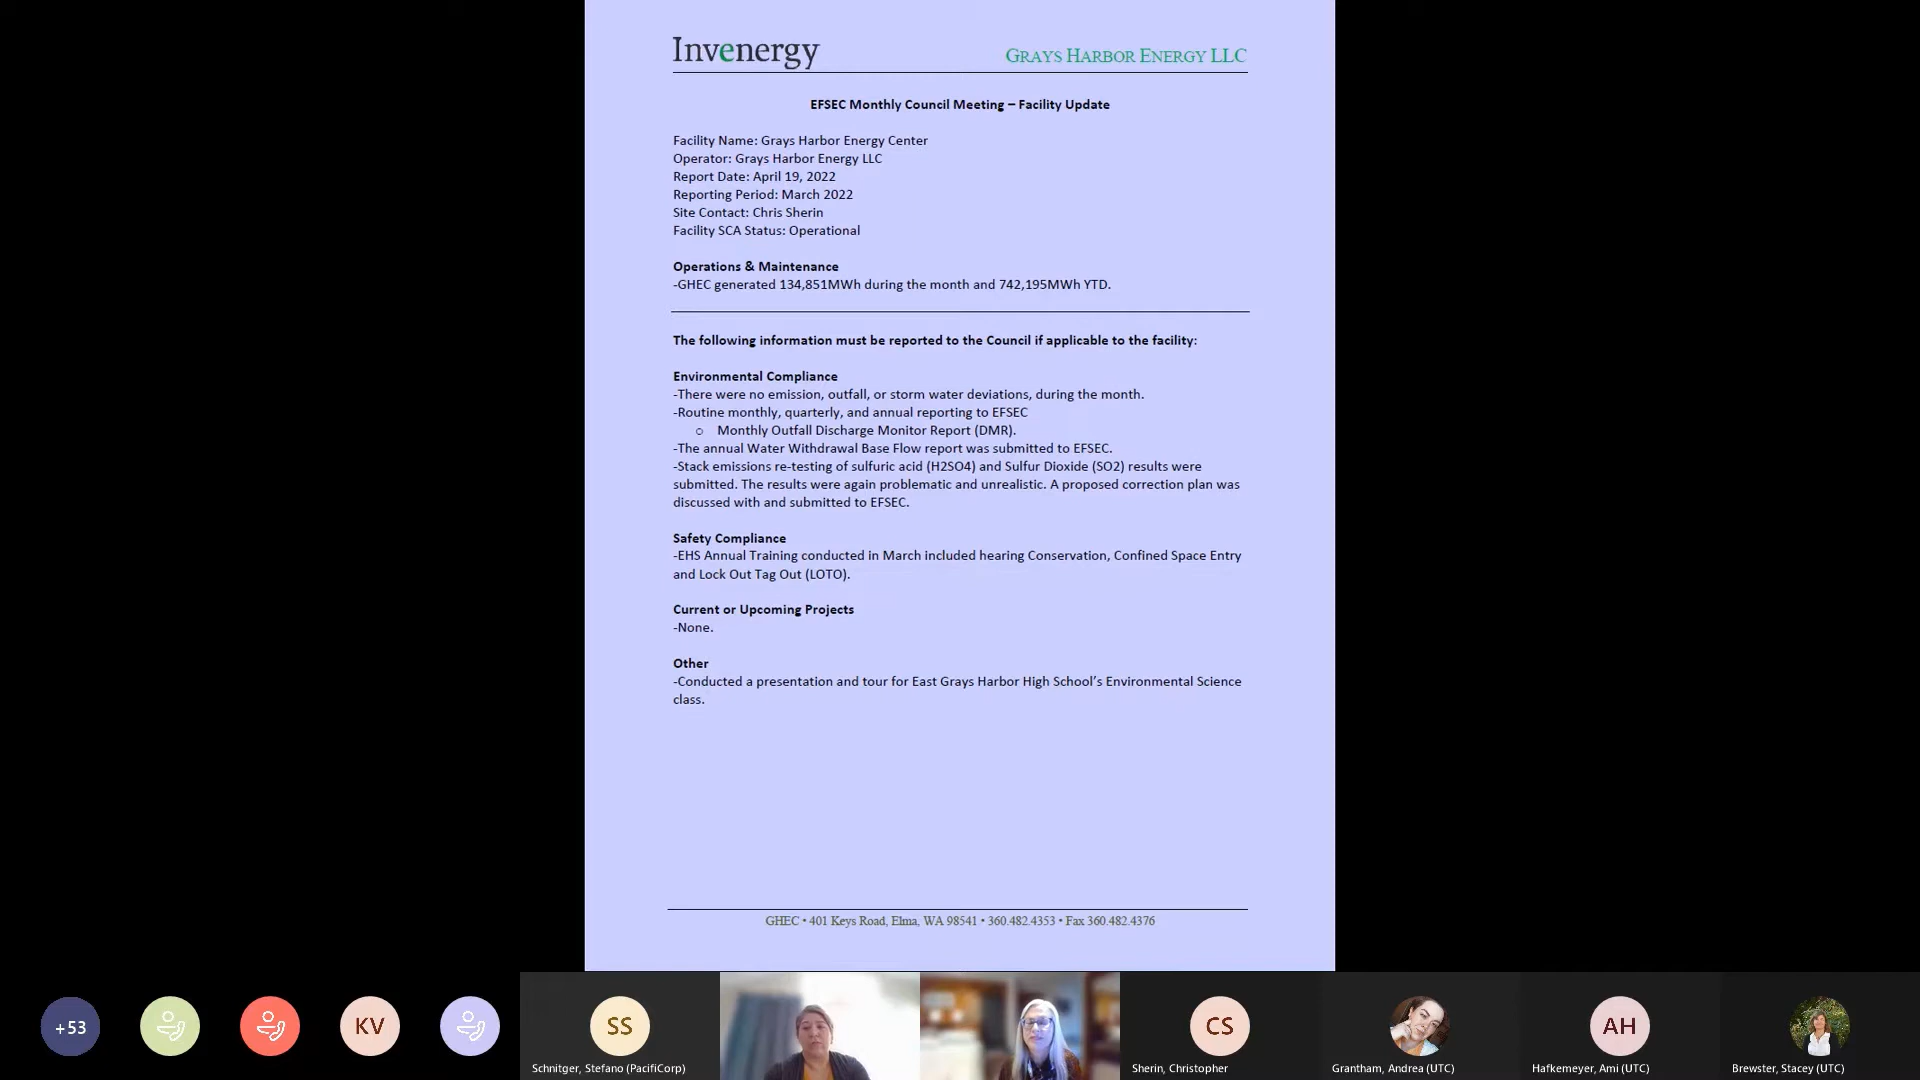 Invenergy
GRAYS HARBOR ENERGY LLC
EFSEC Monthly Council Meeting – Facility Update
Facility Name: Grays Harbor Energy Center
Operator: Grays Harbor Energy LLC
Report Date: April 19, 2022
Reporting Period: March 2022
Site Contact: Chris Sherin
Facility SCA Status: Operational
Operations & Maintenance
-GHEC generated 134,851MWh during the month and 742,195MWh YTD.
The following information must be reported to the Council if applicable to the facility:
Environmental Compliance
-There were no emission, outfall, or storm water deviations, during the month.
-Routine monthly, quarterly, and annual reporting to EFSEC
o Monthly Outfall Discharge Monitor Report (DMR).
-The annual Water Withdrawal Base Flow report was submitted to EFSEC.
-Stack emissions re-testing of sulfuric acid (H2SO4) and Sulfur Dioxide (SO2) results were
submitted. The results were again problematic and unrealistic. A proposed correction plan was
discussed with and submitted to EFSEC.
Safety Compliance
-EHS Annual Training conducted in March included hearing Conservation, Confined Space Entry
and Lock Out Tag Out (LOTO).
Current or Upcoming Projects
-None.
Other
-Conducted a presentation and tour for East Grays Harbor High School’s Environmental Science
class.
GHEC • 401 Keys Road, Elma, WA 98541 • 360.482.4353 • Fax 360.482.4376
+53
KV
SS
CS
AH
Schnitger, Stefano (PacifiCorp)
Sherin, Christopher
Grantham, Andrea (UTC)
Hafkemeyer, Ami (UTC)
Brewster, Stacey (UTC)